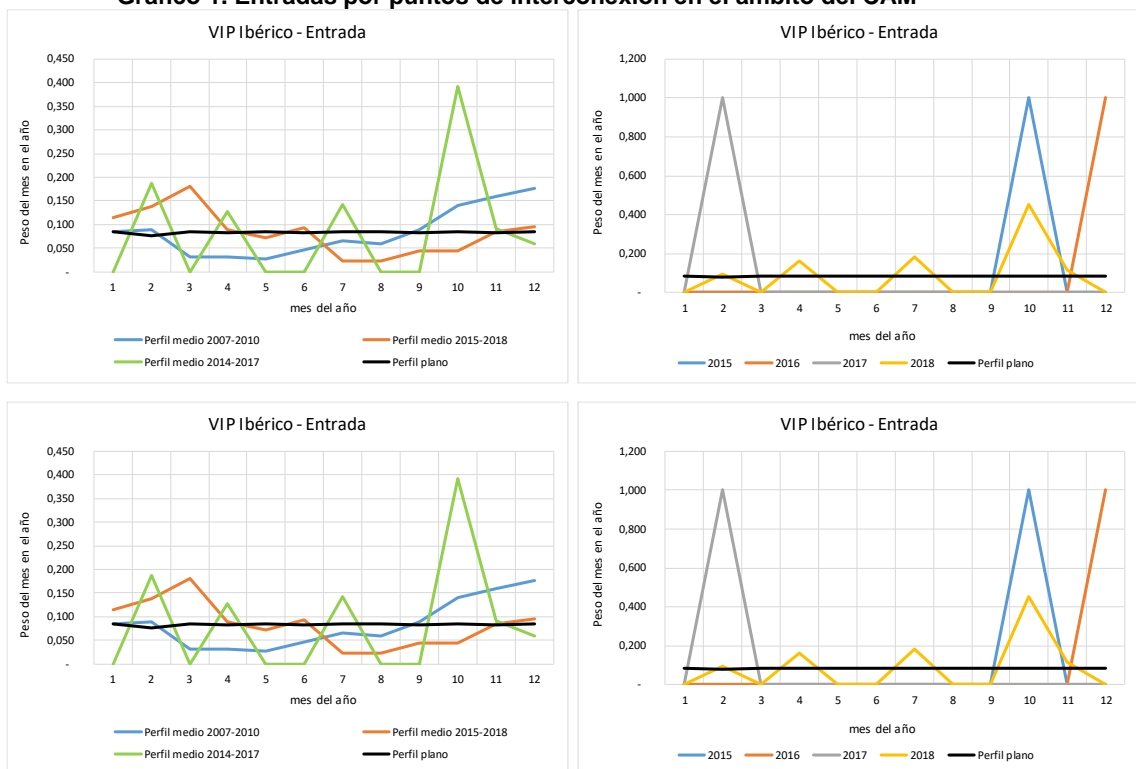 Gráfico 1. Entradas por puntos de interconexión en el ámbito del CAM
VIP Ibérico - Entrada
Peso del mes en el año
0,450
0,400
0,350
0,300
0,250
0,200
0,150
0,100
0,050
-
1 2 3 4 5 6 7 8 9 10 11 12
mes del año
Perfil medio 2007-2010 Perfil medio 2015-2018
Perfil medio 2014-2017 Perfil plano
VIP Ibérico - Entrada
Peso del mes en el año
1,200
1,000
0,800
0,600
0,400
0,200
-
1 2 3 4 5 6 7 8 9 10 11 12
mes del año
2015 2016 2017 2018 Perfil plano
VIP Ibérico - Entrada
Peso del mes en el año
0,450
0,400
0,350
0,300
0,250
0,200
0,150
0,100
0,050
-
1 2 3 4 5 6 7 8 9 10 11 12
mes del año
Perfil medio 2007-2010 Perfil medio 2015-2018
Perfil medio 2014-2017 Perfil plano
VIP Ibérico - Entrada
Peso del mes en el año
1,200
1,000
0,800
0,600
0,400
0,200
-
1 2 3 4 5 6 7 8 9 10 11 12
mes del año
2015 2016 2017 2018 Perfil plano